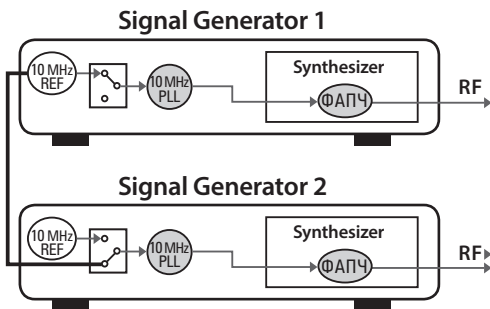 Signal Generator 1
10 MHz
REF
10 MHz
PLL
Synthesizer
ФАПЧ
RF
Signal Generator 2
10 MHz
REF
10 MHz
PLL
Synthesizer
ФАПЧ
RF